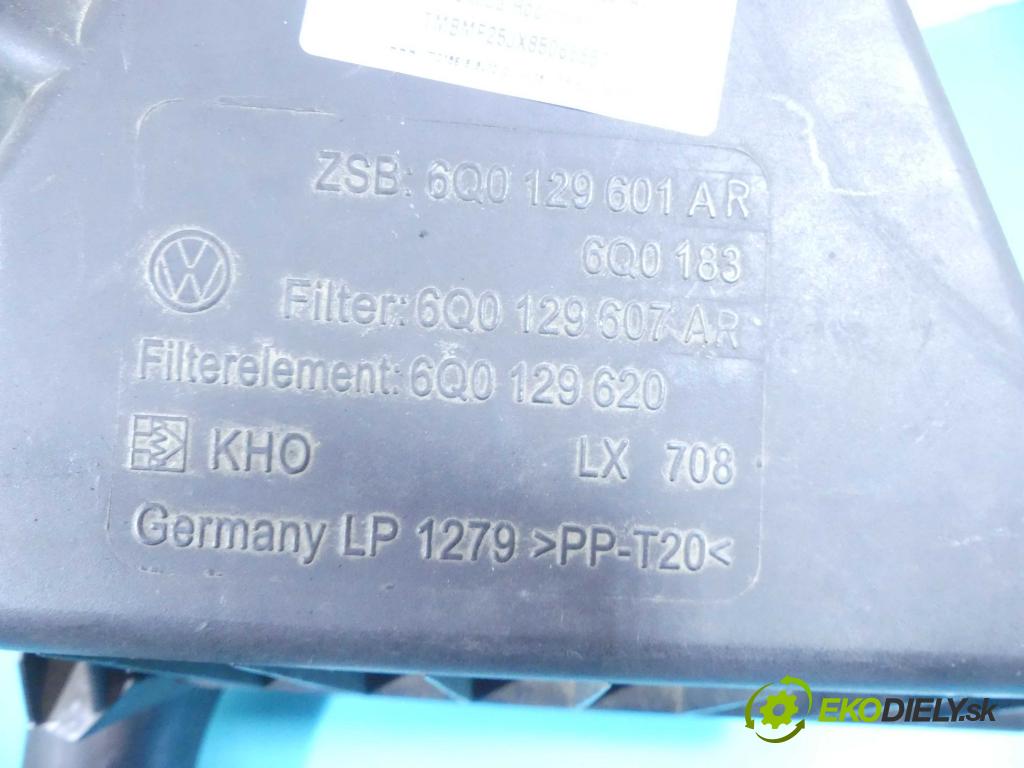 ZSB: 6Q0 129 601 AR
6Q0 183
Filter: 6Q0 129 607 AR
Filterelement: 6Q0 129 620
KHO LX 708
Germany LP 1279 >PP-T20<
EKODIELY.sk